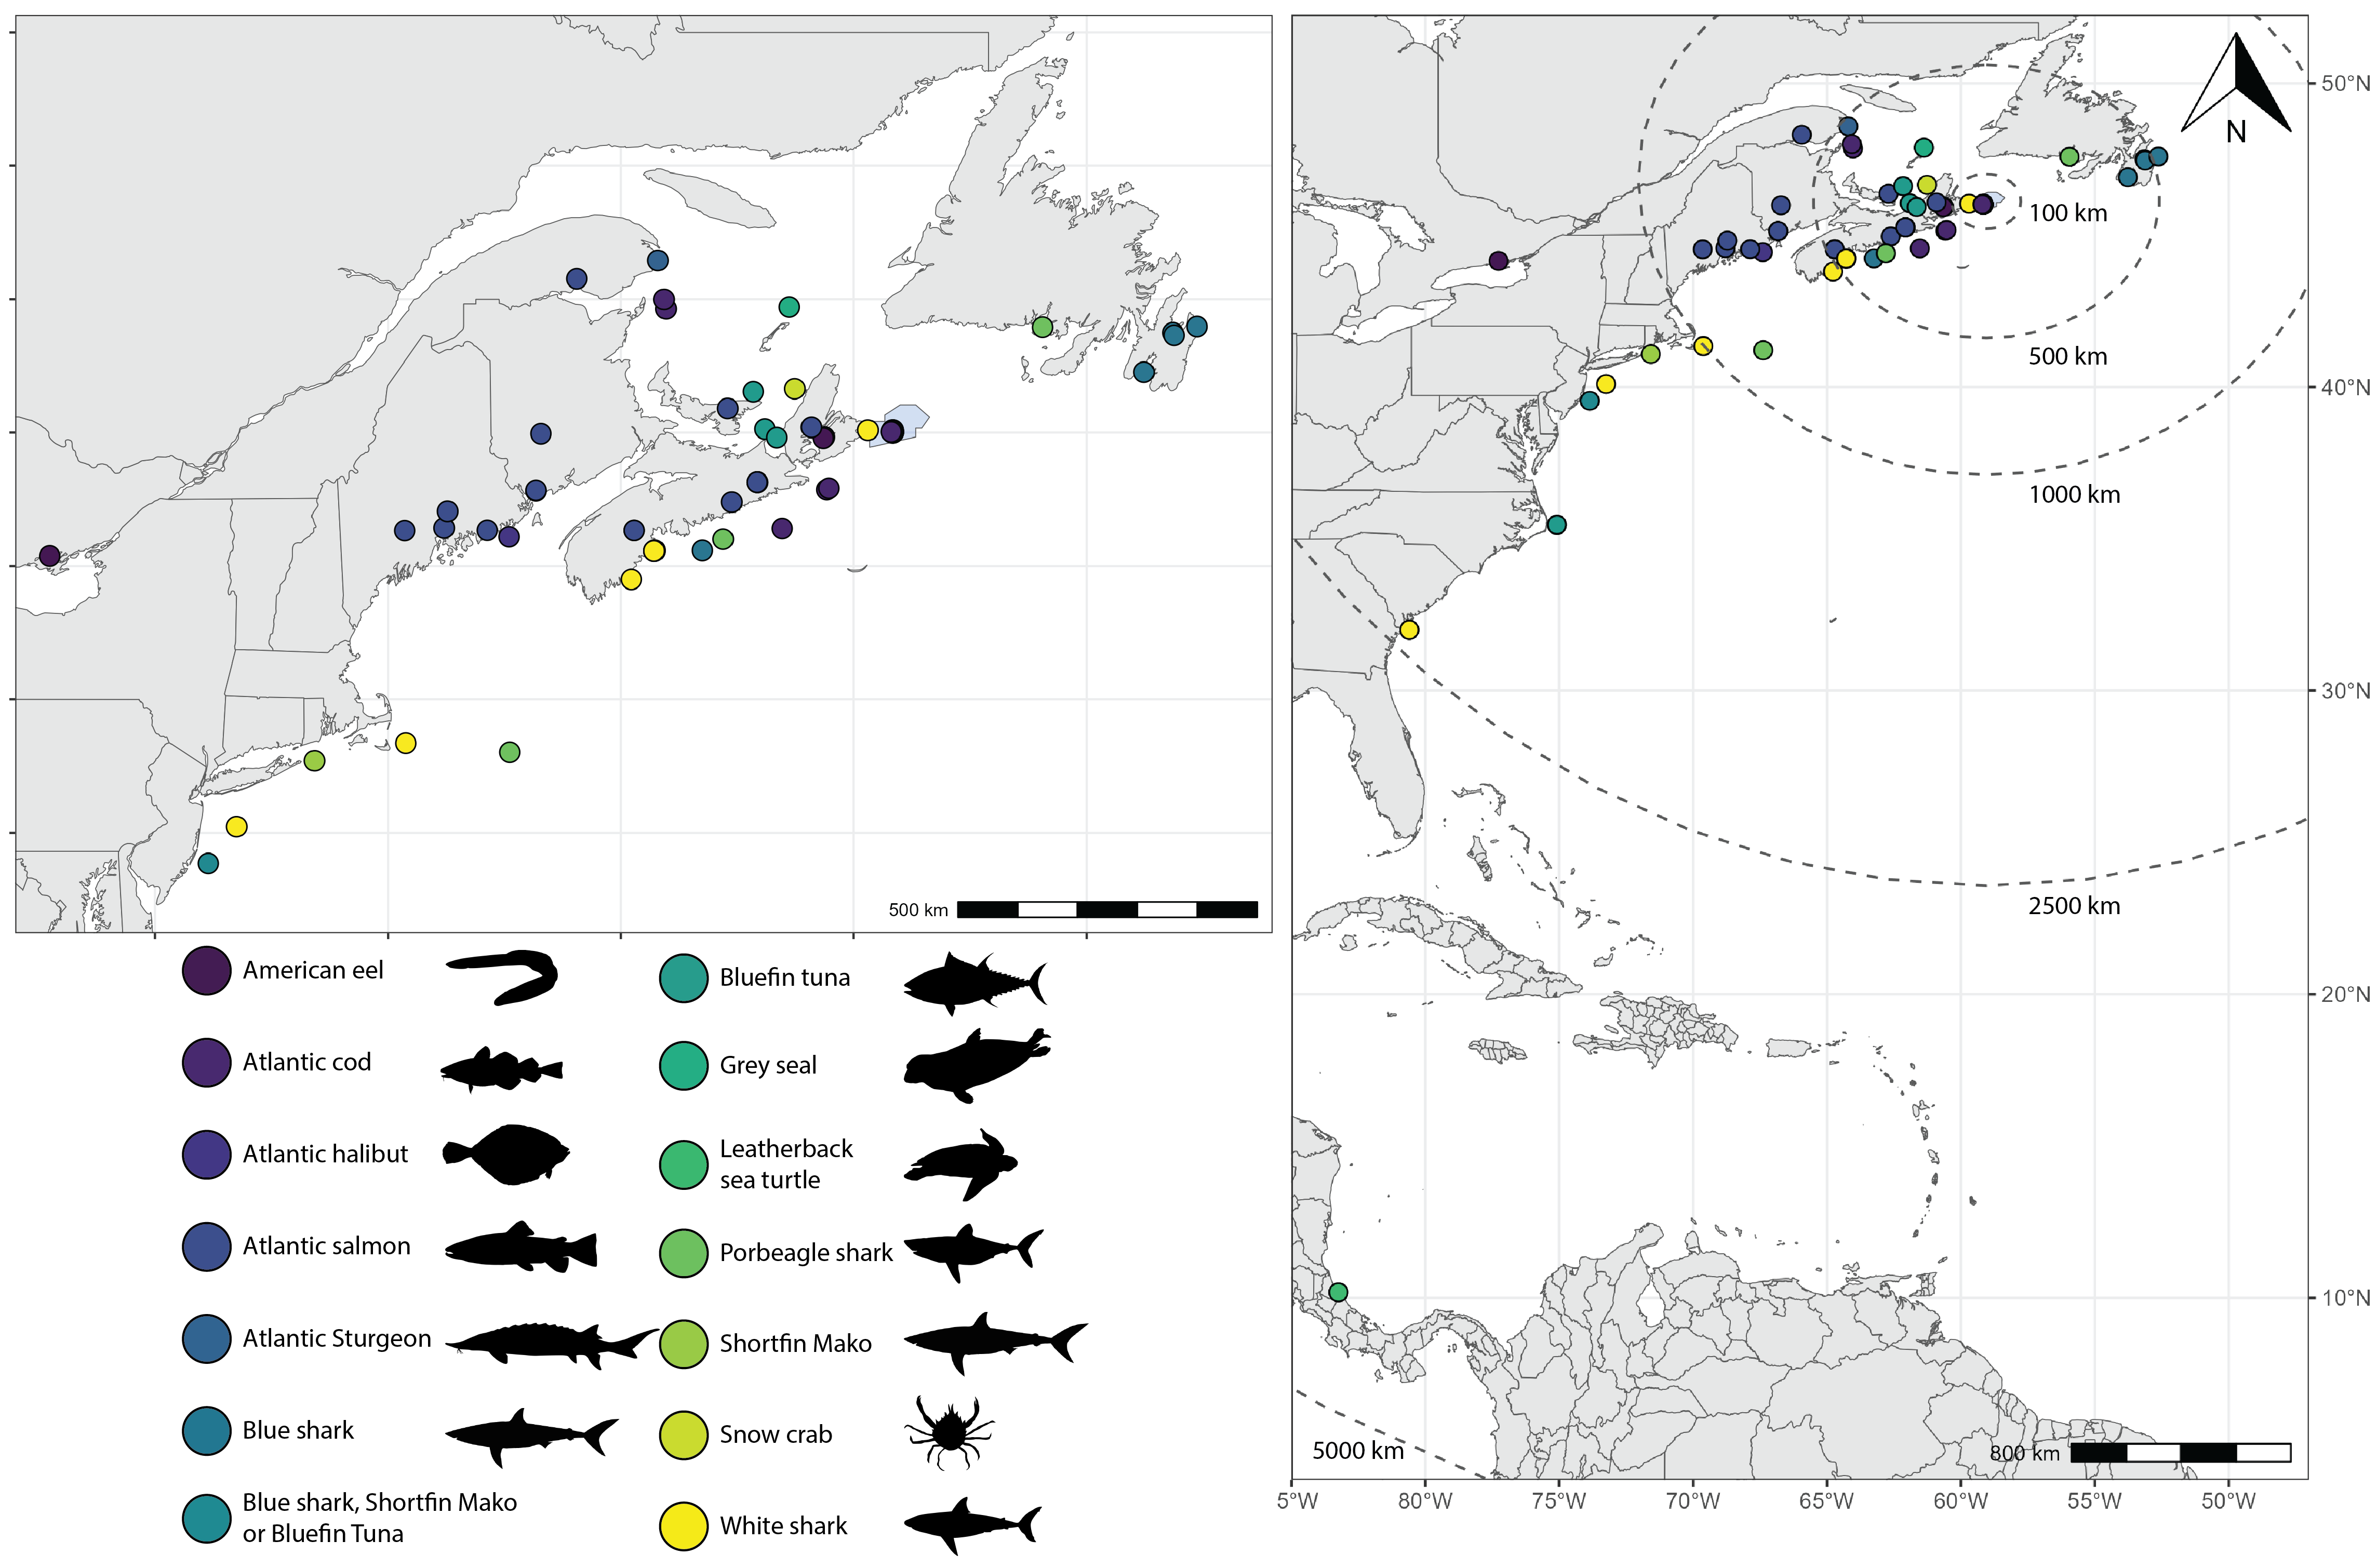 500 km
American eel
Atlantic cod
Atlantic halibut
Atlantic salmon
Atlantic Sturgeon
Blue shark
Blue shark, Shortfin Mako
or Bluefin Tuna
Bluefin tuna
Grey seal
Leatherback
sea turtle
Porbeagle shark
Shortfin Mako
Snow crab
White shark
N
100 km
500 km
1000 km
2500 km
5000 km
800 km
50°N
40°N
30°N
20°N
10°N
5°W
80°W
75°W
70°W
65°W
60°W
55°W
50°W